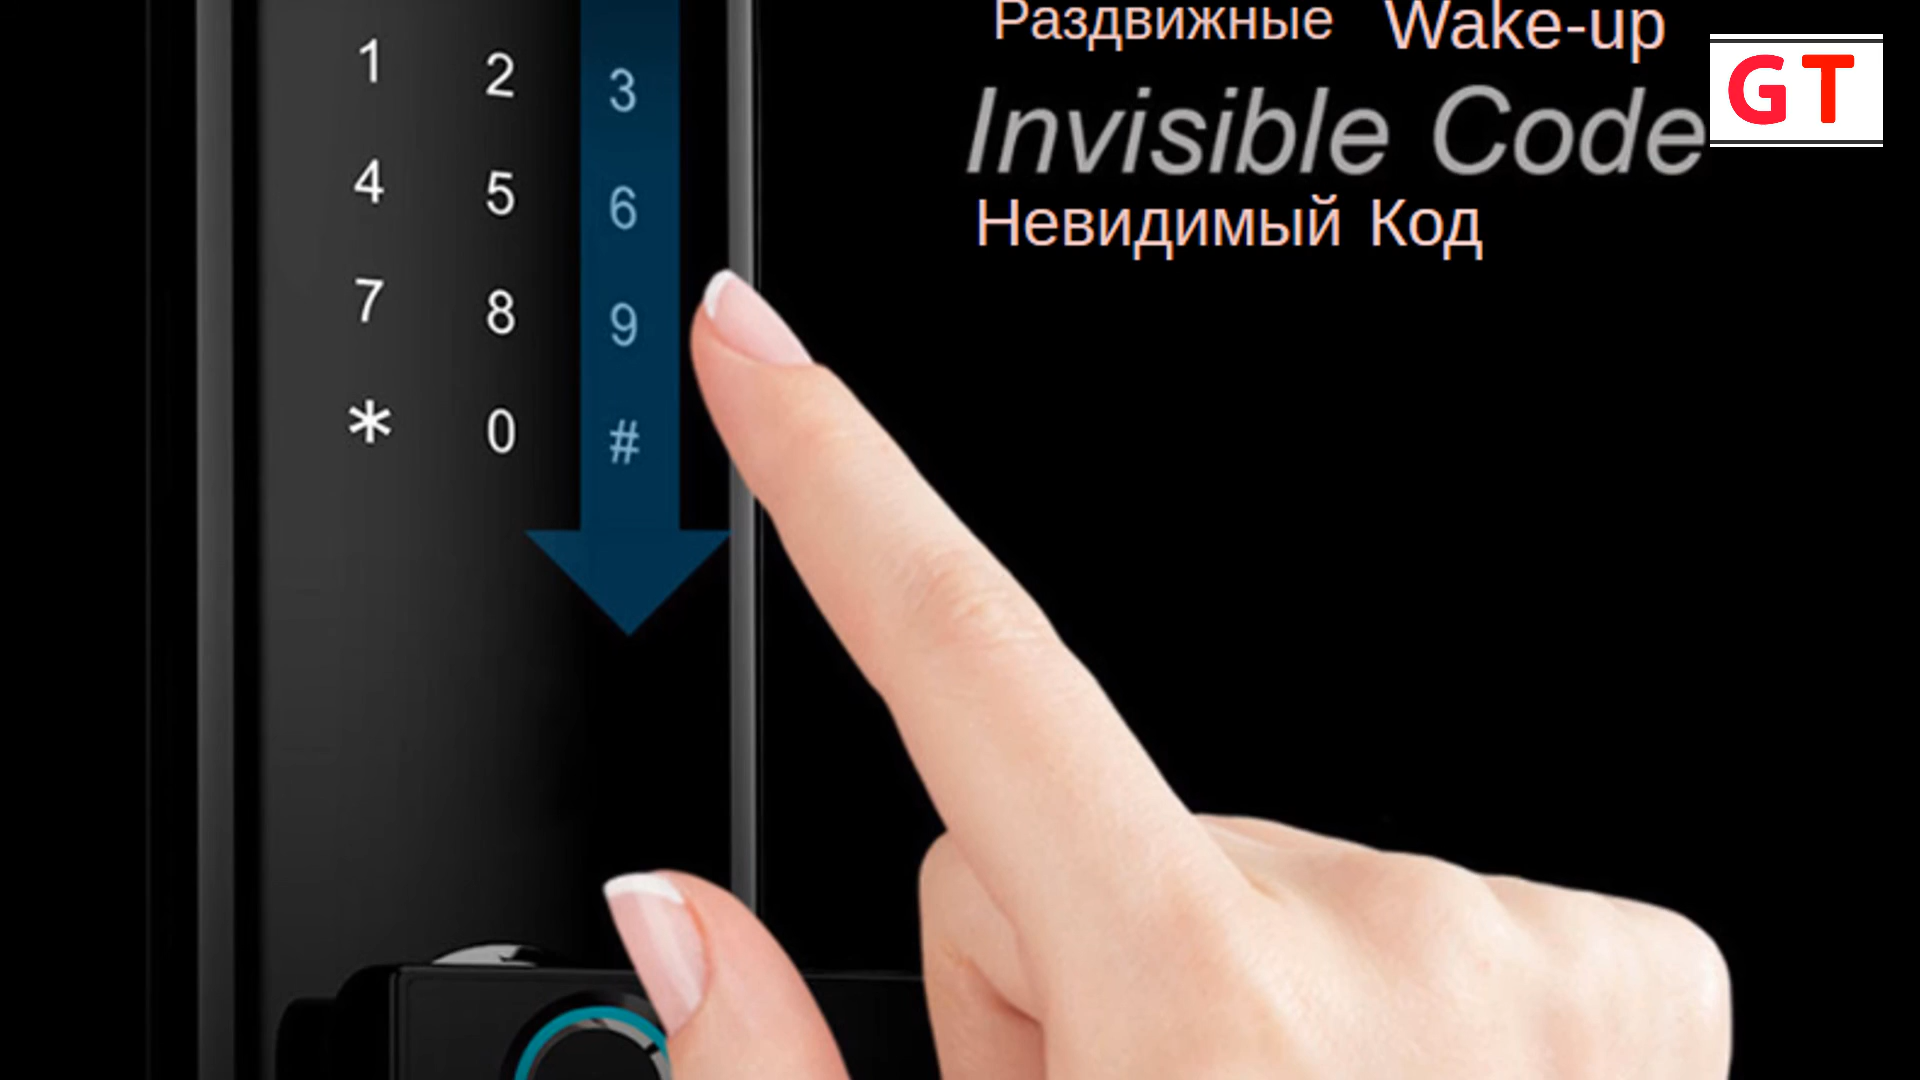 Раздвижные Wake-up
GT
Invisible Code
Невидимый Код
1 2 3
4 5 6
7 8 9
* 0 #